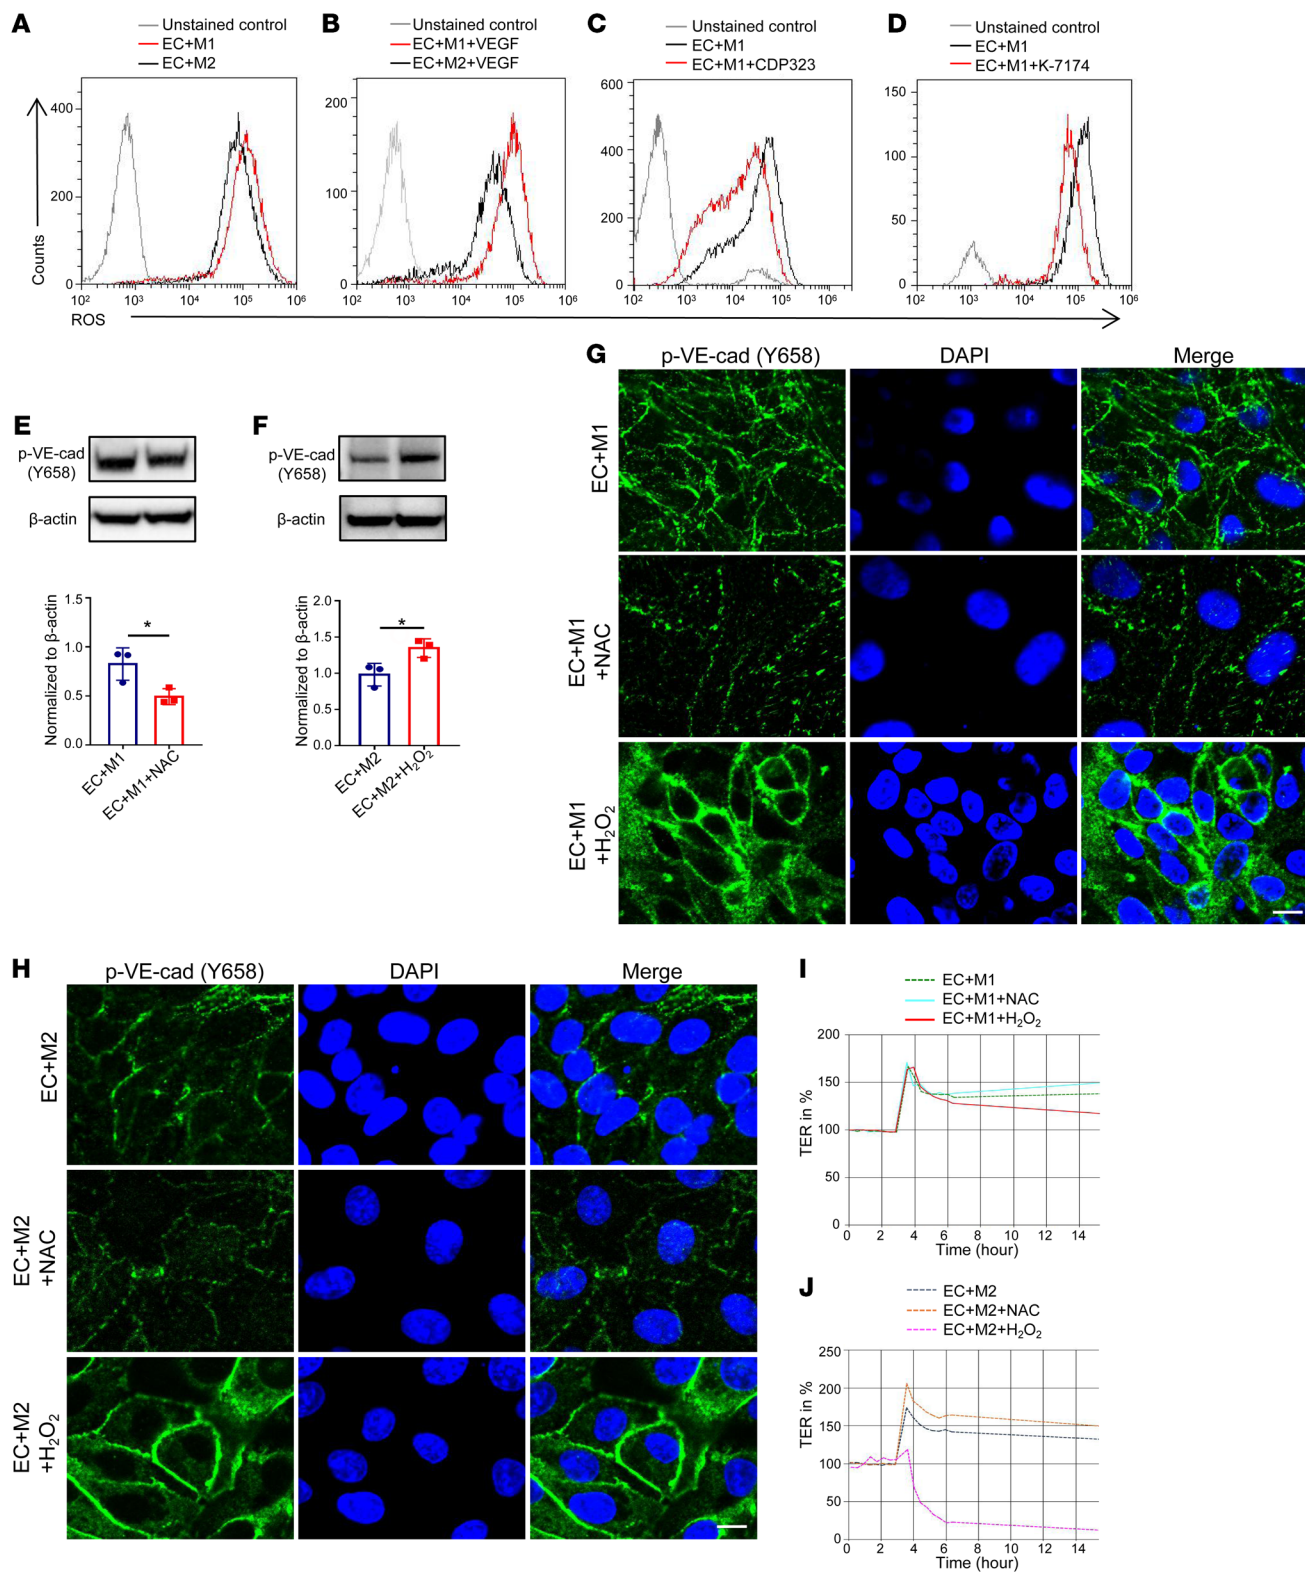 A
Unstained control
EC+M1
EC+M2
B
Unstained control
EC+M1+VEGF
EC+M2+VEGF
C
Unstained control
EC+M1
EC+M1+CDP323
D
Unstained control
EC+M1
EC+M1+K-7174
Counts
400
200
0
10² 10³ 10⁴ 10⁵ 10⁶
200
100
0
10² 10³ 10⁴ 10⁵ 10⁶
600
400
200
0
10² 10³ 10⁴ 10⁵ 10⁶
150
100
50
0
10² 10³ 10⁴ 10⁵ 10⁶
ROS
E
p-VE-cad
(Y658)
β-actin
Normalized to β-actin
1.5
1.0
0.5
0.0
*
EC+M1
EC+M1+NAC
F
p-VE-cad
(Y658)
β-actin
Normalized to β-actin
2.0
1.5
1.0
0.5
0.0
*
EC+M2
EC+M2+H₂O₂
G
p-VE-cad (Y658) DAPI Merge
EC+M1
EC+M1
+NAC
EC+M1
+H₂O₂
H
p-VE-cad (Y658) DAPI Merge
EC+M2
EC+M2
+NAC
EC+M2
+H₂O₂
I
EC+M1
EC+M1+NAC
EC+M1+H₂O₂
TER in %
200
150
100
50
0
0 2 4 6 8 10 12 14
Time (hour)
J
EC+M2
EC+M2+NAC
EC+M2+H₂O₂
TER in %
250
200
150
100
50
0
0 2 4 6 8 10 12 14
Time (hour)